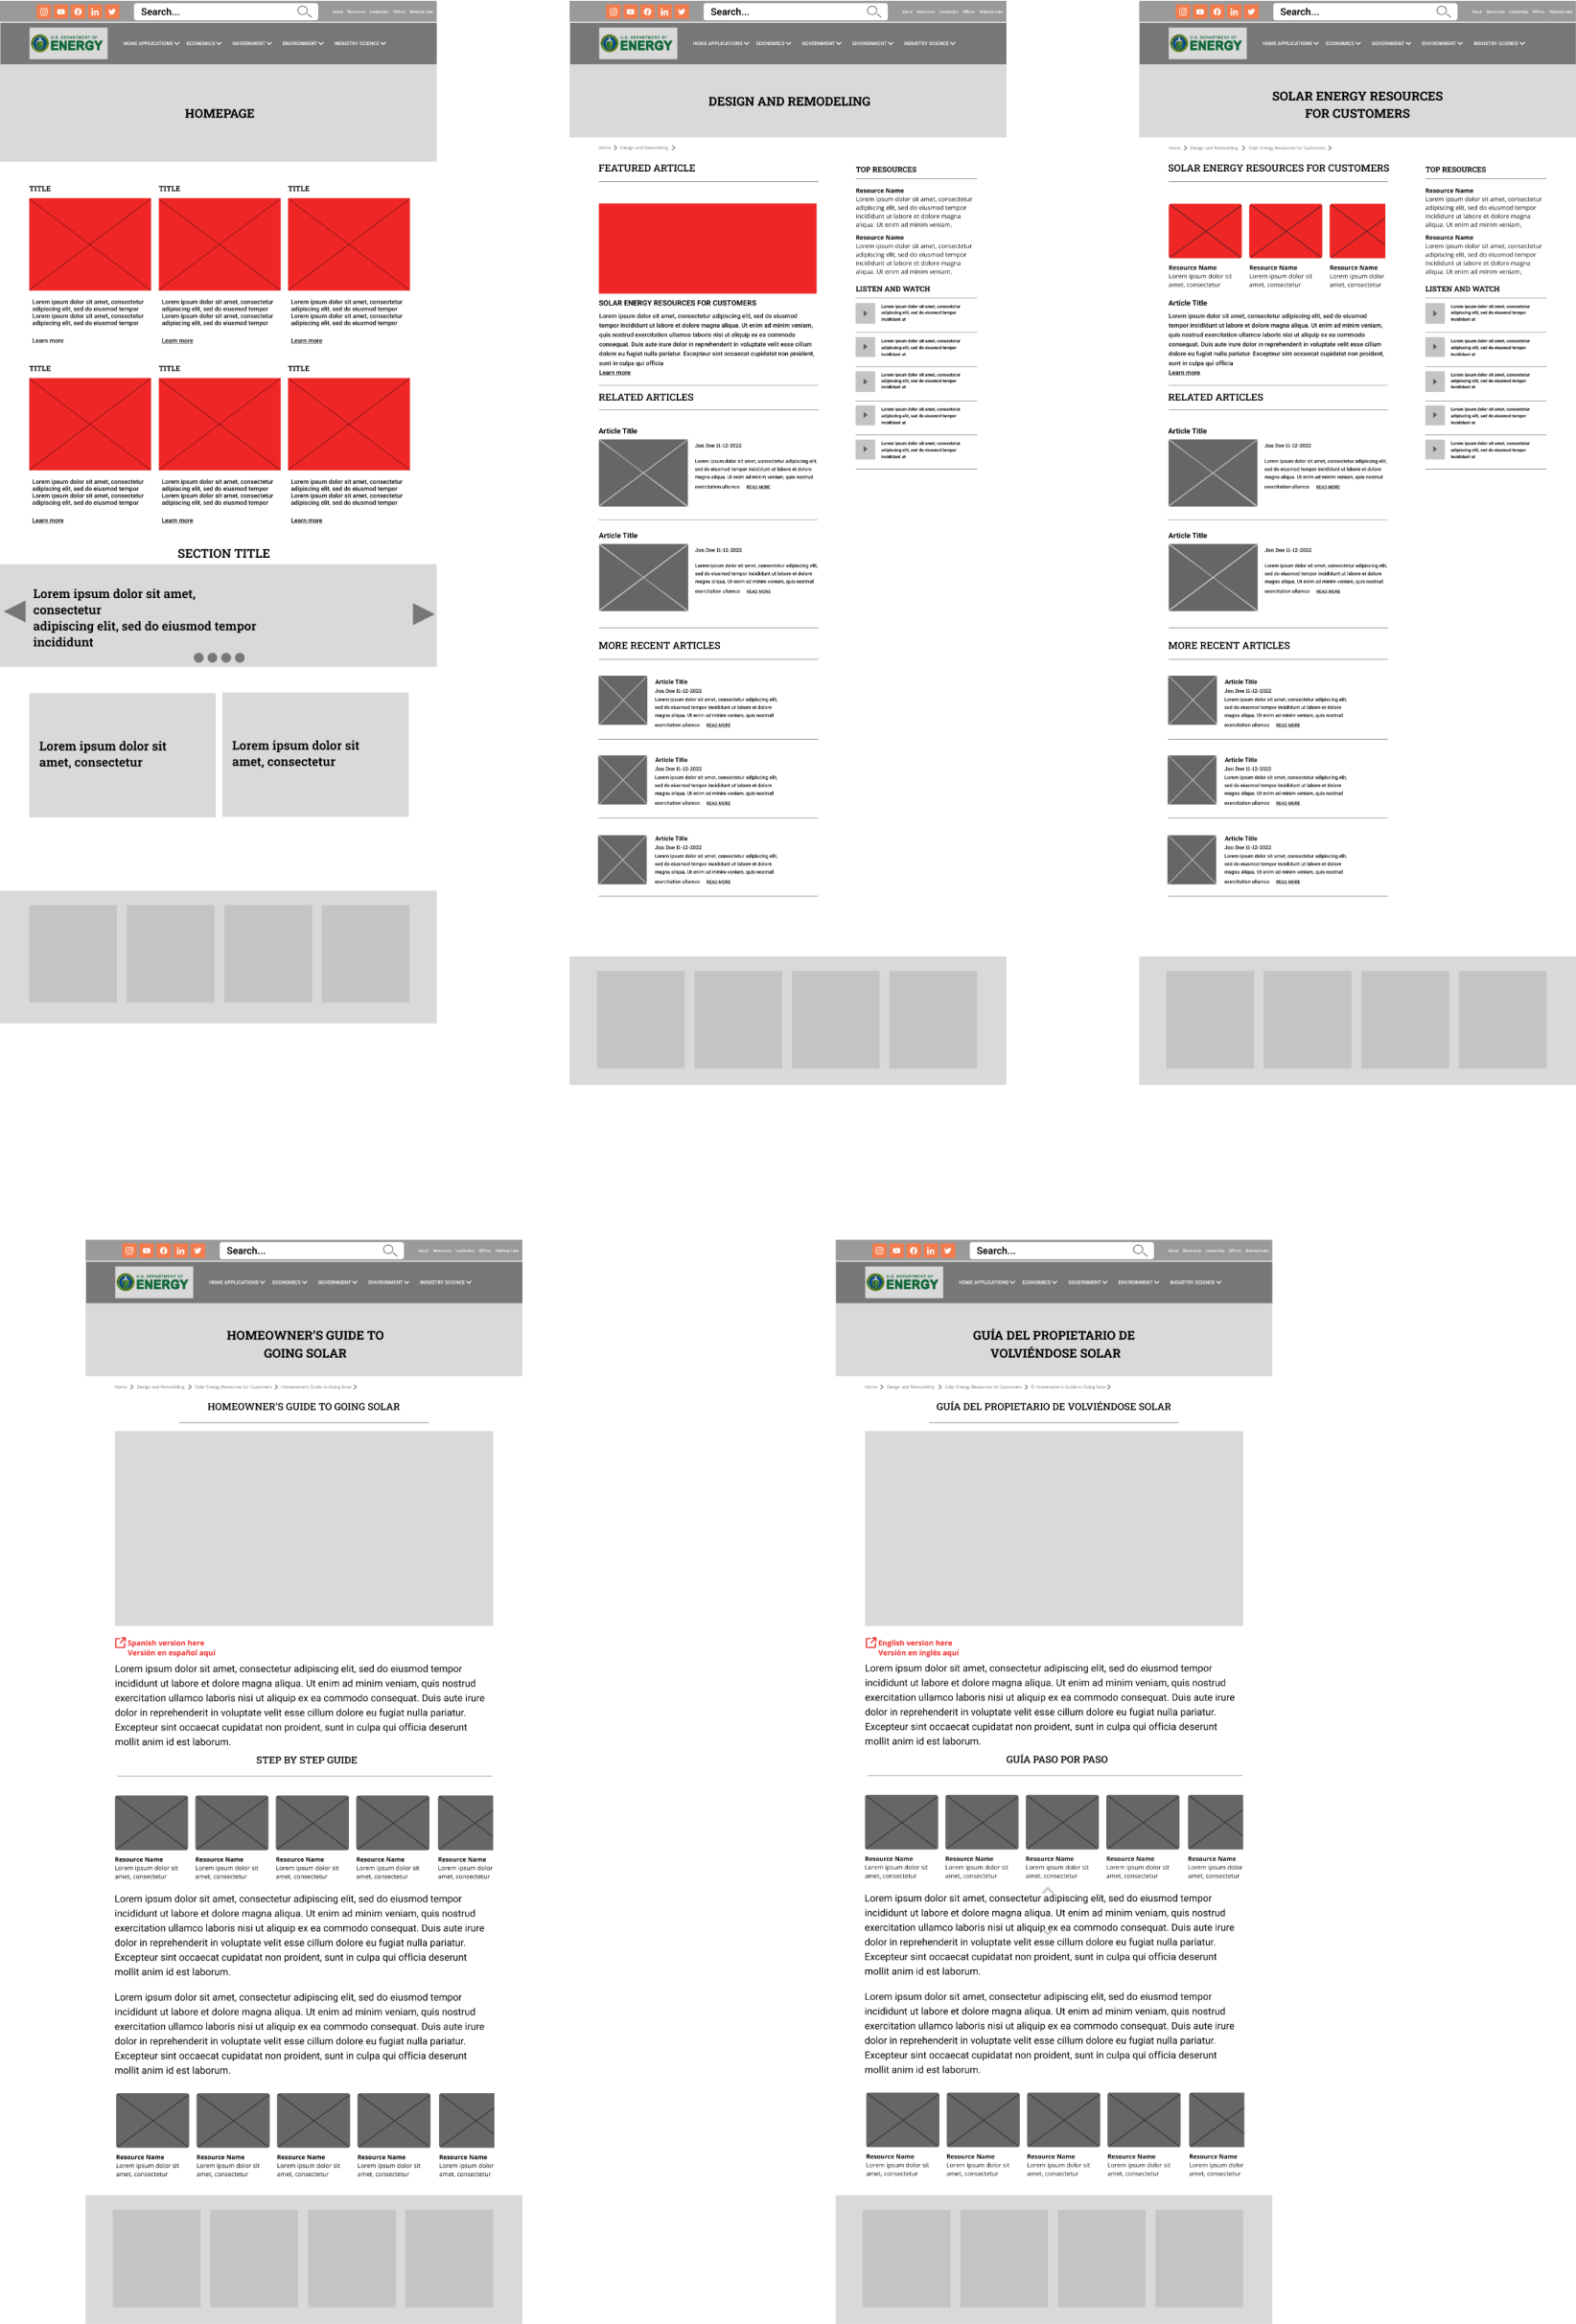 Search...
About Newsroom Leadership Offices National Labs
U.S. DEPARTMENT OF
ENERGY
HOME APPLICATIONS ECONOMICS GOVERNMENT ENVIRONMENT INDUSTRY SCIENCE
HOMEPAGE
TITLE TITLE TITLE
Lorem ipsum dolor sit amet, consectetur
adipiscing elit, sed do eiusmod tempor
Lorem ipsum dolor sit amet, consectetur
adipiscing elit, sed do eiusmod tempor
Learn more
Lorem ipsum dolor sit amet, consectetur
adipiscing elit, sed do eiusmod tempor
Lorem ipsum dolor sit amet, consectetur
adipiscing elit, sed do eiusmod tempor
Learn more
Lorem ipsum dolor sit amet, consectetur
adipiscing elit, sed do eiusmod tempor
Lorem ipsum dolor sit amet, consectetur
adipiscing elit, sed do eiusmod tempor
Learn more
TITLE TITLE TITLE
Lorem ipsum dolor sit amet, consectetur
adipiscing elit, sed do eiusmod tempor
Lorem ipsum dolor sit amet, consectetur
adipiscing elit, sed do eiusmod tempor
Learn more
Lorem ipsum dolor sit amet, consectetur
adipiscing elit, sed do eiusmod tempor
Lorem ipsum dolor sit amet, consectetur
adipiscing elit, sed do eiusmod tempor
Learn more
Lorem ipsum dolor sit amet, consectetur
adipiscing elit, sed do eiusmod tempor
Lorem ipsum dolor sit amet, consectetur
adipiscing elit, sed do eiusmod tempor
Learn more
SECTION TITLE
Lorem ipsum dolor sit amet,
consectetur
adipiscing elit, sed do eiusmod tempor
incididunt
Lorem ipsum dolor sit
amet, consectetur
Lorem ipsum dolor sit
amet, consectetur
Search...
About Newsroom Leadership Offices National Labs
U.S. DEPARTMENT OF
ENERGY
HOME APPLICATIONS ECONOMICS GOVERNMENT ENVIRONMENT INDUSTRY SCIENCE
DESIGN AND REMODELING
Home Design and Remodeling
FEATURED ARTICLE
SOLAR ENERGY RESOURCES FOR CUSTOMERS
Lorem ipsum dolor sit amet, consectetur adipiscing elit, sed do eiusmod
tempor incididunt ut labore et dolore magna aliqua. Ut enim ad minim veniam,
quis nostrud exercitation ullamco laboris nisi ut aliquip ex ea commodo
consequat. Duis aute irure dolor in reprehenderit in voluptate velit esse cillum
dolore eu fugiat nulla pariatur. Excepteur sint occaecat cupidatat non proident,
sunt in culpa qui officia
Learn more
RELATED ARTICLES
Article Title
Jon Doe 11-12-2022
Lorem ipsum dolor sit amet, consectetur adipiscing elit,
sed do eiusmod tempor incididunt ut labore et dolore
magna aliqua. Ut enim ad minim veniam, quis nostrud
exercitation ullamco READ MORE
Article Title
Jon Doe 11-12-2022
Lorem ipsum dolor sit amet, consectetur adipiscing elit,
sed do eiusmod tempor incididunt ut labore et dolore
magna aliqua. Ut enim ad minim veniam, quis nostrud
exercitation ullamco READ MORE
MORE RECENT ARTICLES
Article Title
Jon Doe 11-12-2022
Lorem ipsum dolor sit amet, consectetur adipiscing elit,
sed do eiusmod tempor incididunt ut labore et dolore
magna aliqua. Ut enim ad minim veniam, quis nostrud
exercitation ullamco READ MORE
Article Title
Jon Doe 11-12-2022
Lorem ipsum dolor sit amet, consectetur adipiscing elit,
sed do eiusmod tempor incididunt ut labore et dolore
magna aliqua. Ut enim ad minim veniam, quis nostrud
exercitation ullamco READ MORE
Article Title
Jon Doe 11-12-2022
Lorem ipsum dolor sit amet, consectetur adipiscing elit,
sed do eiusmod tempor incididunt ut labore et dolore
magna aliqua. Ut enim ad minim veniam, quis nostrud
exercitation ullamco READ MORE
TOP RESOURCES
Resource Name
Lorem ipsum dolor sit amet, consectetur
adipiscing elit, sed do eiusmod tempor
incididunt ut labore et dolore magna
aliqua. Ut enim ad minim veniam,
Resource Name
Lorem ipsum dolor sit amet, consectetur
adipiscing elit, sed do eiusmod tempor
incididunt ut labore et dolore magna
aliqua. Ut enim ad minim veniam,
LISTEN AND WATCH
Lorem ipsum dolor sit amet, consectetur
adipiscing elit, sed do eiusmod tempor
incididunt ut
Lorem ipsum dolor sit amet, consectetur
adipiscing elit, sed do eiusmod tempor
incididunt ut
Lorem ipsum dolor sit amet, consectetur
adipiscing elit, sed do eiusmod tempor
incididunt ut
Lorem ipsum dolor sit amet, consectetur
adipiscing elit, sed do eiusmod tempor
incididunt ut
Lorem ipsum dolor sit amet, consectetur
adipiscing elit, sed do eiusmod tempor
incididunt ut
Search...
About Newsroom Leadership Offices National Labs
U.S. DEPARTMENT OF
ENERGY
HOME APPLICATIONS ECONOMICS GOVERNMENT ENVIRONMENT INDUSTRY SCIENCE
SOLAR ENERGY RESOURCES
FOR CUSTOMERS
Home Design and Remodeling Solar Energy Resources for Customers
SOLAR ENERGY RESOURCES FOR CUSTOMERS
Resource Name Resource Name Resource Name
Lorem ipsum dolor sit Lorem ipsum dolor sit Lorem ipsum dolor
amet, consectetur amet, consectetur amet, consectetur
Article Title
Lorem ipsum dolor sit amet, consectetur adipiscing elit, sed do eiusmod
tempor incididunt ut labore et dolore magna aliqua. Ut enim ad minim veniam,
quis nostrud exercitation ullamco laboris nisi ut aliquip ex ea commodo
consequat. Duis aute irure dolor in reprehenderit in voluptate velit esse cillum
dolore eu fugiat nulla pariatur. Excepteur sint occaecat cupidatat non proident,
sunt in culpa qui officia
Learn more
RELATED ARTICLES
Article Title
Jon Doe 11-12-2022
Lorem ipsum dolor sit amet, consectetur adipiscing elit,
sed do eiusmod tempor incididunt ut labore et dolore
magna aliqua. Ut enim ad minim veniam, quis nostrud
exercitation ullamco READ MORE
Article Title
Jon Doe 11-12-2022
Lorem ipsum dolor sit amet, consectetur adipiscing elit,
sed do eiusmod tempor incididunt ut labore et dolore
magna aliqua. Ut enim ad minim veniam, quis nostrud
exercitation ullamco READ MORE
MORE RECENT ARTICLES
Article Title
Jon Doe 11-12-2022
Lorem ipsum dolor sit amet, consectetur adipiscing elit,
sed do eiusmod tempor incididunt ut labore et dolore
magna aliqua. Ut enim ad minim veniam, quis nostrud
exercitation ullamco READ MORE
Article Title
Jon Doe 11-12-2022
Lorem ipsum dolor sit amet, consectetur adipiscing elit,
sed do eiusmod tempor incididunt ut labore et dolore
magna aliqua. Ut enim ad minim veniam, quis nostrud
exercitation ullamco READ MORE
Article Title
Jon Doe 11-12-2022
Lorem ipsum dolor sit amet, consectetur adipiscing elit,
sed do eiusmod tempor incididunt ut labore et dolore
magna aliqua. Ut enim ad minim veniam, quis nostrud
exercitation ullamco READ MORE
TOP RESOURCES
Resource Name
Lorem ipsum dolor sit amet, consectetur
adipiscing elit, sed do eiusmod tempor
incididunt ut labore et dolore magna
aliqua. Ut enim ad minim veniam,
Resource Name
Lorem ipsum dolor sit amet, consectetur
adipiscing elit, sed do eiusmod tempor
incididunt ut labore et dolore magna
aliqua. Ut enim ad minim veniam,
LISTEN AND WATCH
Lorem ipsum dolor sit amet, consectetur
adipiscing elit, sed do eiusmod tempor
incididunt ut
Lorem ipsum dolor sit amet, consectetur
adipiscing elit, sed do eiusmod tempor
incididunt ut
Lorem ipsum dolor sit amet, consectetur
adipiscing elit, sed do eiusmod tempor
incididunt ut
Lorem ipsum dolor sit amet, consectetur
adipiscing elit, sed do eiusmod tempor
incididunt ut
Lorem ipsum dolor sit amet, consectetur
adipiscing elit, sed do eiusmod tempor
incididunt ut
Search...
About Newsroom Leadership Offices National Labs
U.S. DEPARTMENT OF
ENERGY
HOME APPLICATIONS ECONOMICS GOVERNMENT ENVIRONMENT INDUSTRY SCIENCE
HOMEOWNER'S GUIDE TO
GOING SOLAR
Home Design and Remodeling Solar Energy Resources for Customers Homeowner's Guide to Going Solar
HOMEOWNER'S GUIDE TO GOING SOLAR
Spanish version here
Versión en español aquí
Lorem ipsum dolor sit amet, consectetur adipiscing elit, sed do eiusmod tempor
incididunt ut labore et dolore magna aliqua. Ut enim ad minim veniam, quis nostrud
exercitation ullamco laboris nisi ut aliquip ex ea commodo consequat. Duis aute irure
dolor in reprehenderit in voluptate velit esse cillum dolore eu fugiat nulla pariatur.
Excepteur sint occaecat cupidatat non proident, sunt in culpa qui officia deserunt
mollit anim id est laborum.
STEP BY STEP GUIDE
Resource Name Resource Name Resource Name Resource Name Resource Name
Lorem ipsum dolor sit Lorem ipsum dolor sit Lorem ipsum dolor sit Lorem ipsum dolor sit Lorem ipsum dolor
amet, consectetur amet, consectetur amet, consectetur amet, consectetur amet, consectetur
Lorem ipsum dolor sit amet, consectetur adipiscing elit, sed do eiusmod tempor
incididunt ut labore et dolore magna aliqua. Ut enim ad minim veniam, quis nostrud
exercitation ullamco laboris nisi ut aliquip ex ea commodo consequat. Duis aute irure
dolor in reprehenderit in voluptate velit esse cillum dolore eu fugiat nulla pariatur.
Excepteur sint occaecat cupidatat non proident, sunt in culpa qui officia deserunt
mollit anim id est laborum.
Lorem ipsum dolor sit amet, consectetur adipiscing elit, sed do eiusmod tempor
incididunt ut labore et dolore magna aliqua. Ut enim ad minim veniam, quis nostrud
exercitation ullamco laboris nisi ut aliquip ex ea commodo consequat. Duis aute irure
dolor in reprehenderit in voluptate velit esse cillum dolore eu fugiat nulla pariatur.
Excepteur sint occaecat cupidatat non proident, sunt in culpa qui officia deserunt
mollit anim id est laborum.
Resource Name Resource Name Resource Name Resource Name Resource Name
Lorem ipsum dolor sit Lorem ipsum dolor sit Lorem ipsum dolor sit Lorem ipsum dolor sit Lorem ipsum dolor
amet, consectetur amet, consectetur amet, consectetur amet, consectetur amet, consectetur
Search...
About Newsroom Leadership Offices National Labs
U.S. DEPARTMENT OF
ENERGY
HOME APPLICATIONS ECONOMICS GOVERNMENT ENVIRONMENT INDUSTRY SCIENCE
GUÍA DEL PROPIETARIO DE
VOLVIÉNDOSE SOLAR
Home Design and Remodeling Solar Energy Resources for Customers El Homeowner's Guide to Going Solar
GUÍA DEL PROPIETARIO DE VOLVIÉNDOSE SOLAR
English version here
Versión en inglés aquí
Lorem ipsum dolor sit amet, consectetur adipiscing elit, sed do eiusmod tempor
incididunt ut labore et dolore magna aliqua. Ut enim ad minim veniam, quis nostrud
exercitation ullamco laboris nisi ut aliquip ex ea commodo consequat. Duis aute irure
dolor in reprehenderit in voluptate velit esse cillum dolore eu fugiat nulla pariatur.
Excepteur sint occaecat cupidatat non proident, sunt in culpa qui officia deserunt
mollit anim id est laborum.
GUÍA PASO POR PASO
Resource Name Resource Name Resource Name Resource Name Resource Name
Lorem ipsum dolor sit Lorem ipsum dolor sit Lorem ipsum dolor sit Lorem ipsum dolor sit Lorem ipsum dolor
amet, consectetur amet, consectetur amet, consectetur amet, consectetur amet, consectetur
Lorem ipsum dolor sit amet, consectetur adipiscing elit, sed do eiusmod tempor
incididunt ut labore et dolore magna aliqua. Ut enim ad minim veniam, quis nostrud
exercitation ullamco laboris nisi ut aliquip ex ea commodo consequat. Duis aute irure
dolor in reprehenderit in voluptate velit esse cillum dolore eu fugiat nulla pariatur.
Excepteur sint occaecat cupidatat non proident, sunt in culpa qui officia deserunt
mollit anim id est laborum.
Lorem ipsum dolor sit amet, consectetur adipiscing elit, sed do eiusmod tempor
incididunt ut labore et dolore magna aliqua. Ut enim ad minim veniam, quis nostrud
exercitation ullamco laboris nisi ut aliquip ex ea commodo consequat. Duis aute irure
dolor in reprehenderit in voluptate velit esse cillum dolore eu fugiat nulla pariatur.
Excepteur sint occaecat cupidatat non proident, sunt in culpa qui officia deserunt
mollit anim id est laborum.
Resource Name Resource Name Resource Name Resource Name Resource Name
Lorem ipsum dolor sit Lorem ipsum dolor sit Lorem ipsum dolor sit Lorem ipsum dolor sit Lorem ipsum dolor
amet, consectetur amet, consectetur amet, consectetur amet, consectetur amet, consectetur